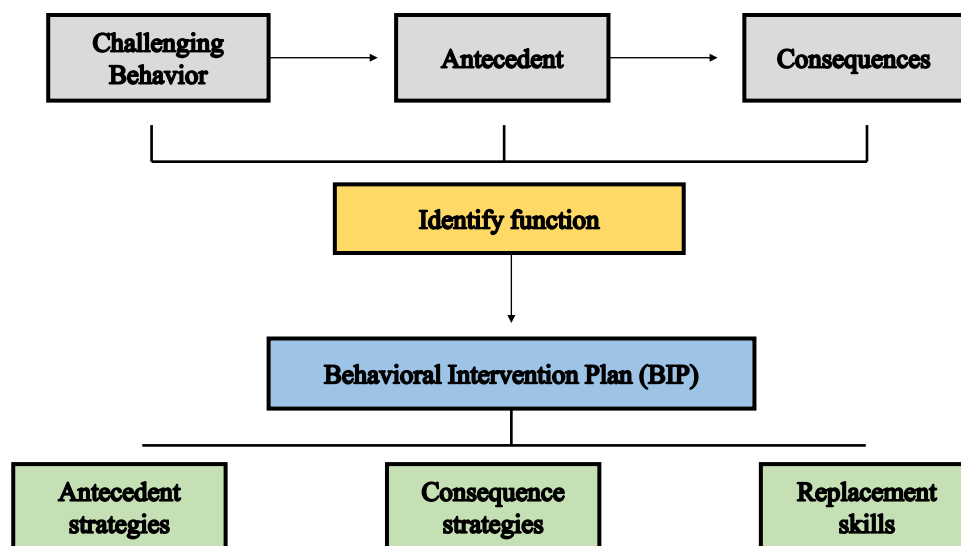 Challenging
Behavior
Antecedent
Consequences
Identify function
Behavioral Intervention Plan (BIP)
Antecedent
strategies
Consequence
strategies
Replacement
skills